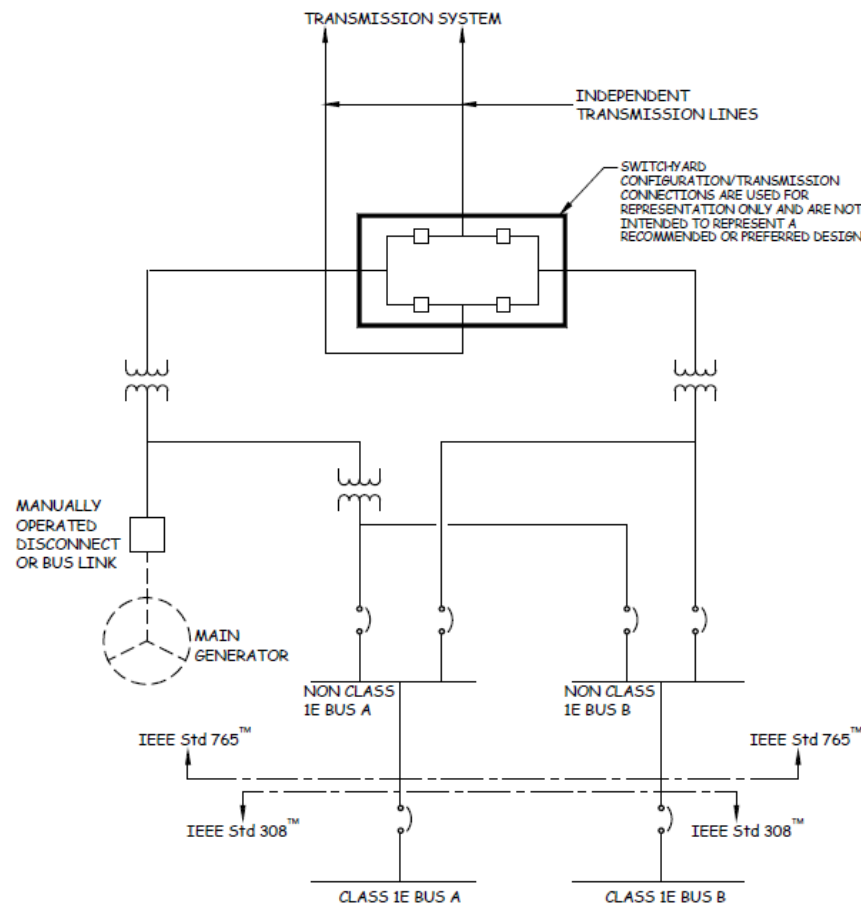 TRANSMISSION SYSTEM
INDEPENDENT
TRANSMISSION LINES
SWITCHYARD
CONFIGURATION/TRANSMISSION
CONNECTIONS ARE USED FOR
REPRESENTATION ONLY AND ARE NOT
INTENDED TO REPRESENT A
RECOMMENDED OR PREFERRED DESIGN
MANUALLY
OPERATED
DISCONNECT
OR BUS LINK
MAIN
GENERATOR
NON CLASS
1E BUS A
NON CLASS
1E BUS B
IEEE Std 765™
IEEE Std 765™
IEEE Std 308™
IEEE Std 308™
CLASS 1E BUS A
CLASS 1E BUS B